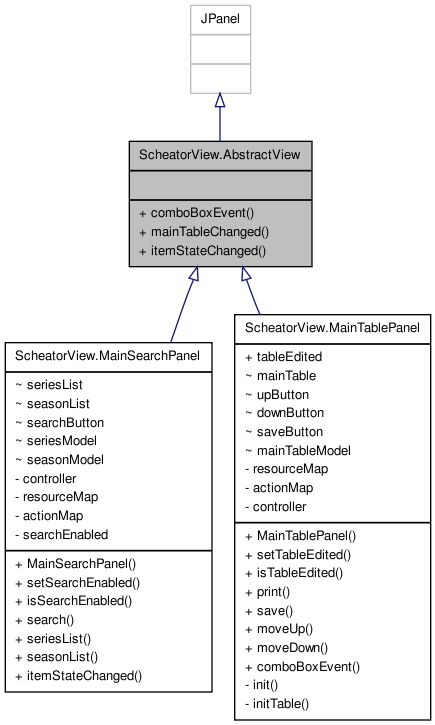 JPanel
ScheatorView.AbstractView
+ comboBoxEvent()
+ mainTableChanged()
+ itemStateChanged()
ScheatorView.MainSearchPanel
~ seriesList
~ seasonList
~ searchButton
~ seriesModel
~ seasonModel
- controller
- resourceMap
- actionMap
- searchEnabled
+ MainSearchPanel()
+ setSearchEnabled()
+ isSearchEnabled()
+ search()
+ seriesList()
+ seasonList()
+ itemStateChanged()
ScheatorView.MainTablePanel
+ tableEdited
~ mainTable
~ upButton
~ downButton
~ saveButton
~ mainTableModel
- resourceMap
- actionMap
- controller
+ MainTablePanel()
+ setTableEdited()
+ isTableEdited()
+ print()
+ save()
+ moveUp()
+ moveDown()
+ comboBoxEvent()
- init()
- initTable()